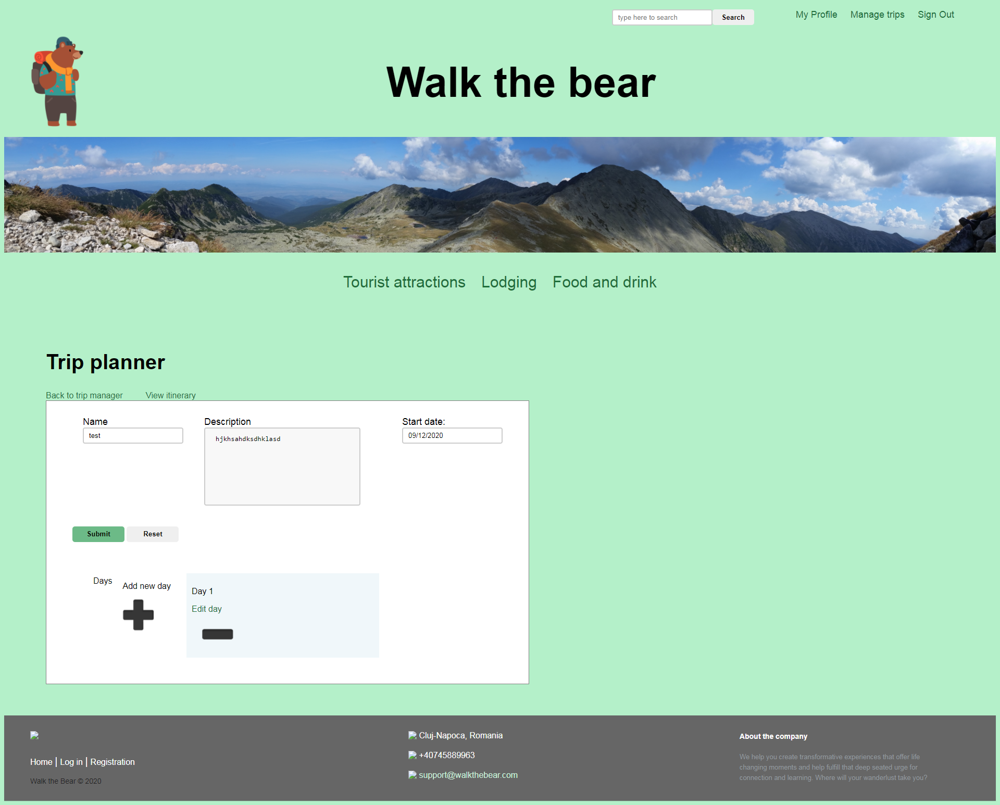 type here to search Search My Profile Manage trips Sign Out
Walk the bear
Tourist attractions Lodging Food and drink
Trip planner
Back to trip manager View itinerary
Name Description Start date:
test hjkhsahdksdhklasd 09/12/2020
Submit Reset
Days Add new day Day 1
Edit day
Cluj-Napoca, Romania
+40745889963
support@walkthebear.com
Home | Log in | Registration
Walk the Bear © 2020
About the company
We help you create transformative experiences that offer life
changing moments and help fulfill that deep seated urge for
connection and learning. Where will your wanderlust take you?